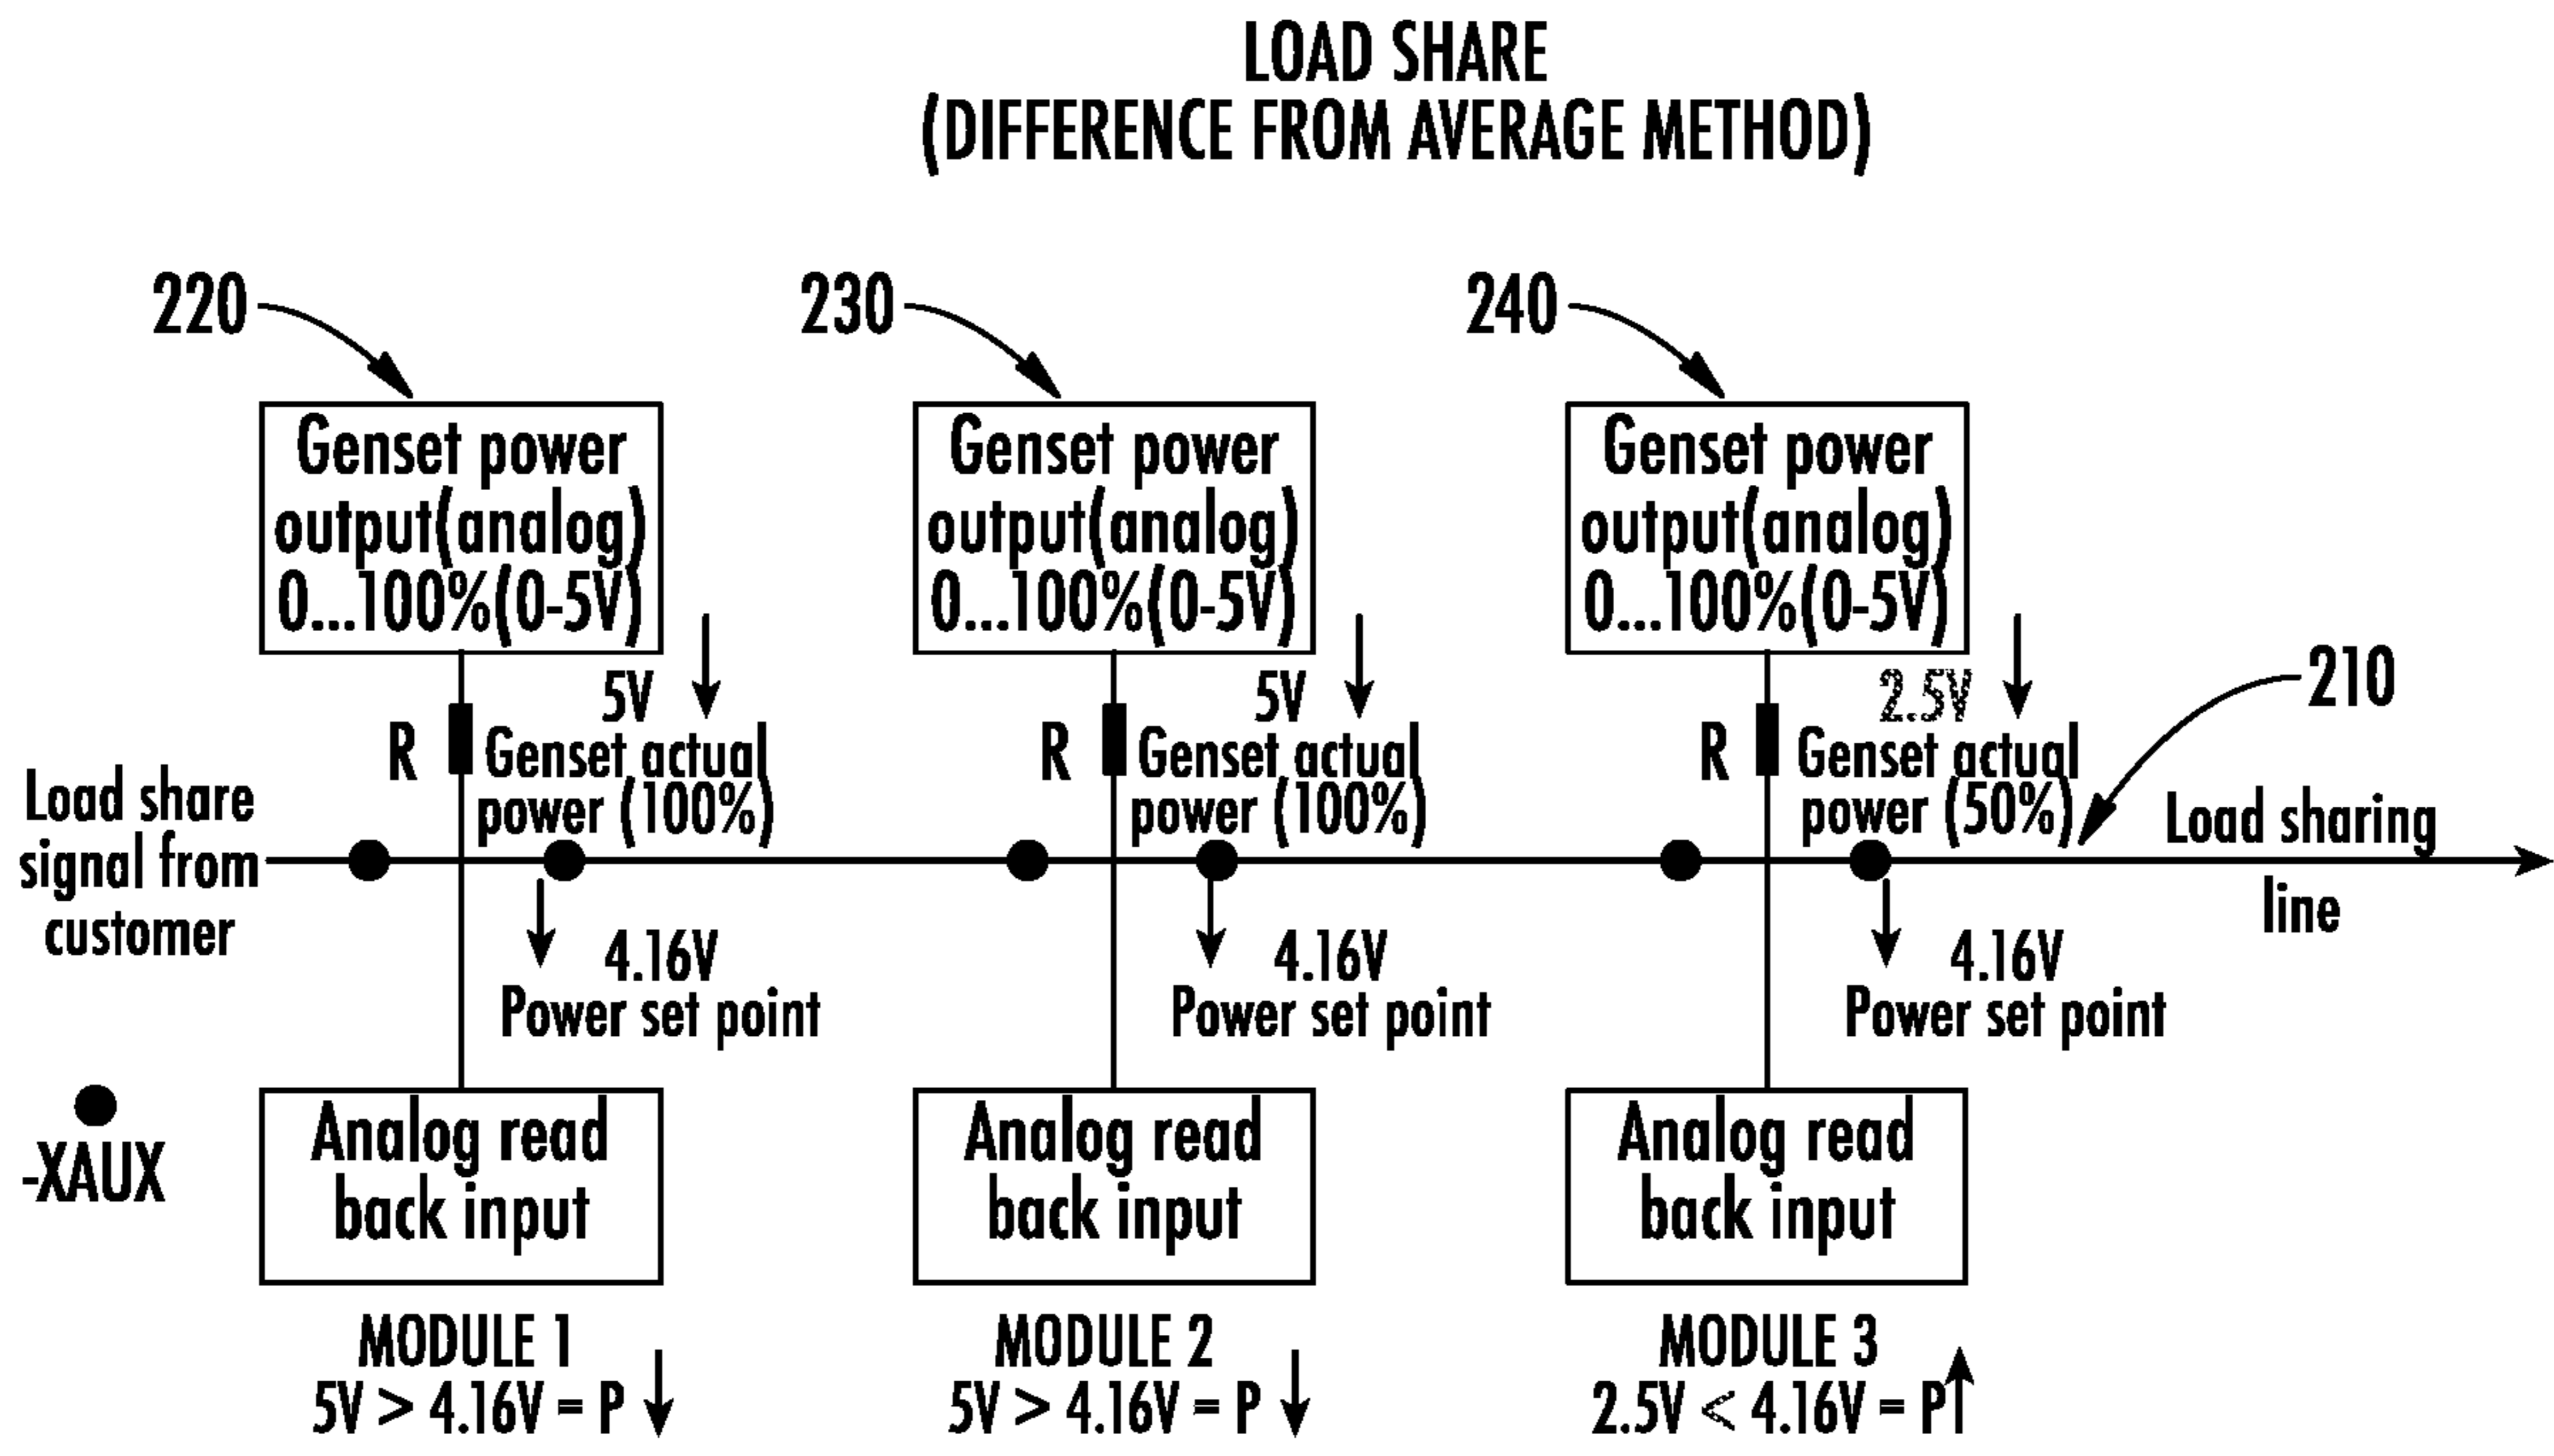 LOAD SHARE
(DIFFERENCE FROM AVERAGE METHOD)
220
230
240
Genset power
output(analog)
0...100%(0-5V)
Genset power
output(analog)
0...100%(0-5V)
Genset power
output(analog)
0...100%(0-5V)
210
R
5V
Genset actual
power (100%)
R
5V
Genset actual
power (100%)
R
2.5V
Genset actual
power (50%)
Load share
signal from
customer
Load sharing
line
4.16V
Power set point
4.16V
Power set point
4.16V
Power set point
-XAUX
Analog read
back input
Analog read
back input
Analog read
back input
MODULE 1
5V > 4.16V = P ↓
MODULE 2
5V > 4.16V = P ↓
MODULE 3
2.5V < 4.16V = P↑